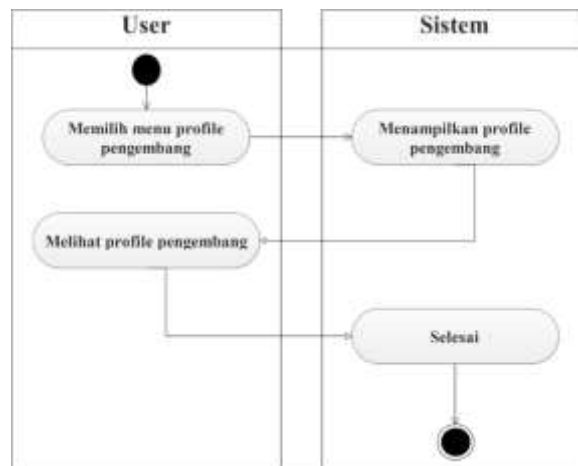 User
Sistem
Memilih menu profile
pengembang
Menampilkan profile
pengembang
Melihat profile pengembang
Selesai